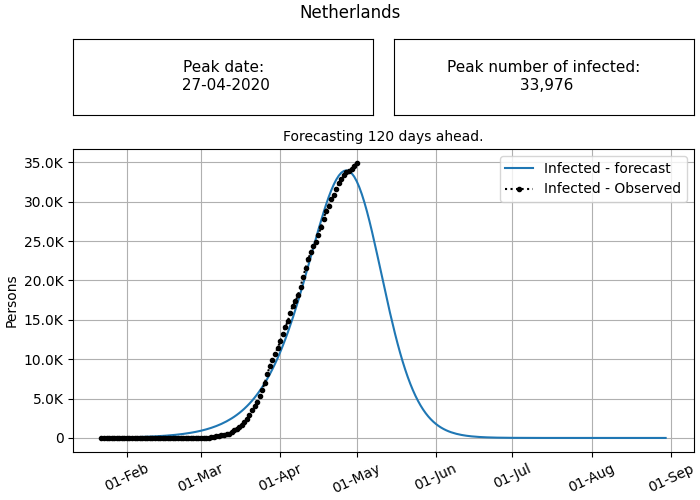 Netherlands
Peak date:
27-04-2020
Peak number of infected:
33,976
Forecasting 120 days ahead.
Infected - forecast
Infected - Observed
Persons
35.0K
30.0K
25.0K
20.0K
15.0K
10.0K
5.0K
0
01-Feb
01-Mar
01-Apr
01-May
01-Jun
01-Jul
01-Aug
01-Sep